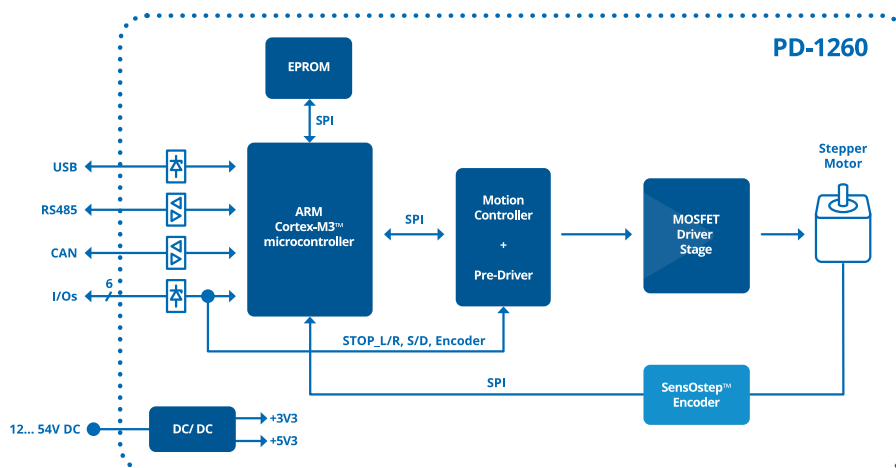 PD-1260
EPROM
SPI
USB
RS485
CAN
6
I/Os
ARM
Cortex-M3™
microcontroller
SPI
Motion
Controller
+
Pre-Driver
MOSFET
Driver
Stage
Stepper
Motor
STOP_L/R, S/D, Encoder
SPI
SensOstep™
Encoder
12... 54V DC
DC/ DC
+3V3
+5V3